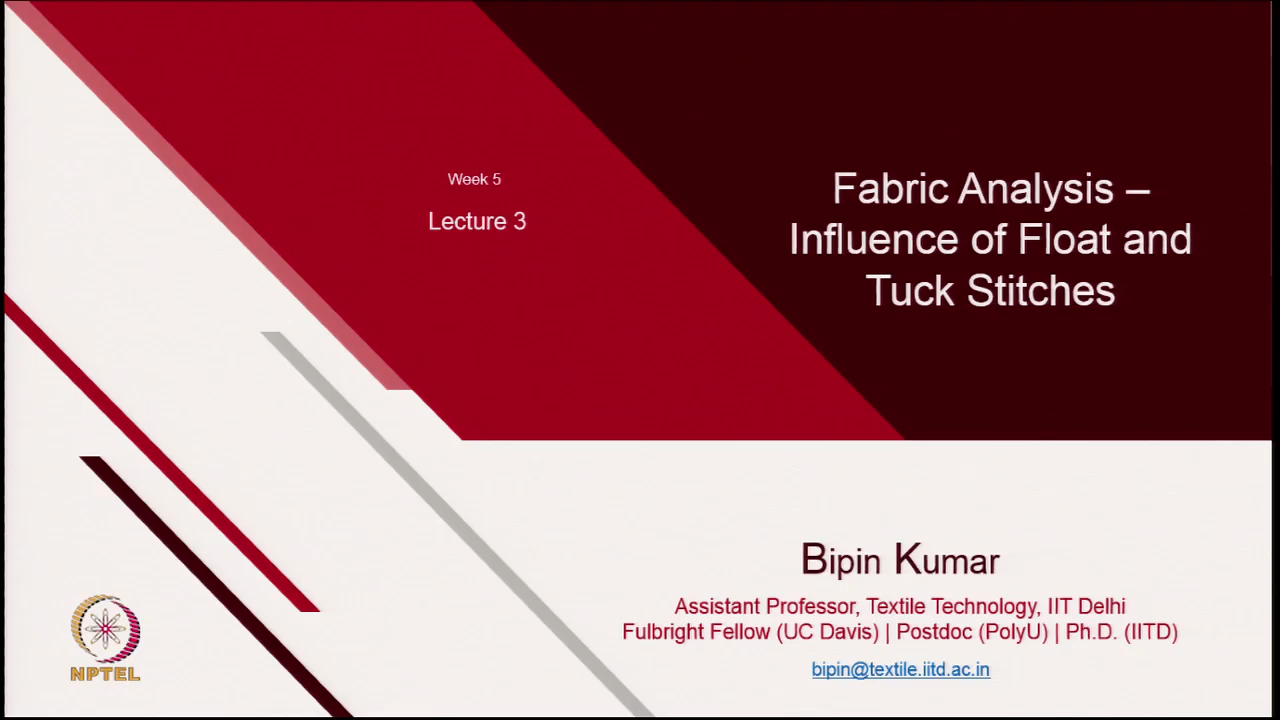 Week 5
Lecture 3
Fabric Analysis –
Influence of Float and
Tuck Stitches
Bipin Kumar
Assistant Professor, Textile Technology, IIT Delhi
Fulbright Fellow (UC Davis) | Postdoc (PolyU) | Ph.D. (IITD)
bipin@textile.iitd.ac.in
NPTEL